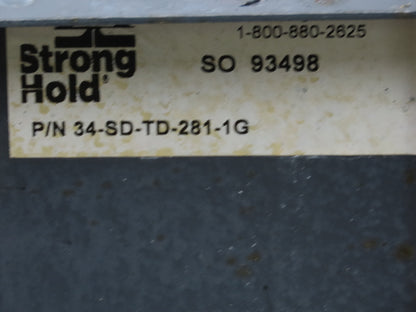 1-800-880-2625
Strong
Hold®
SO 93498
P/N 34-SD-TD-281-1G